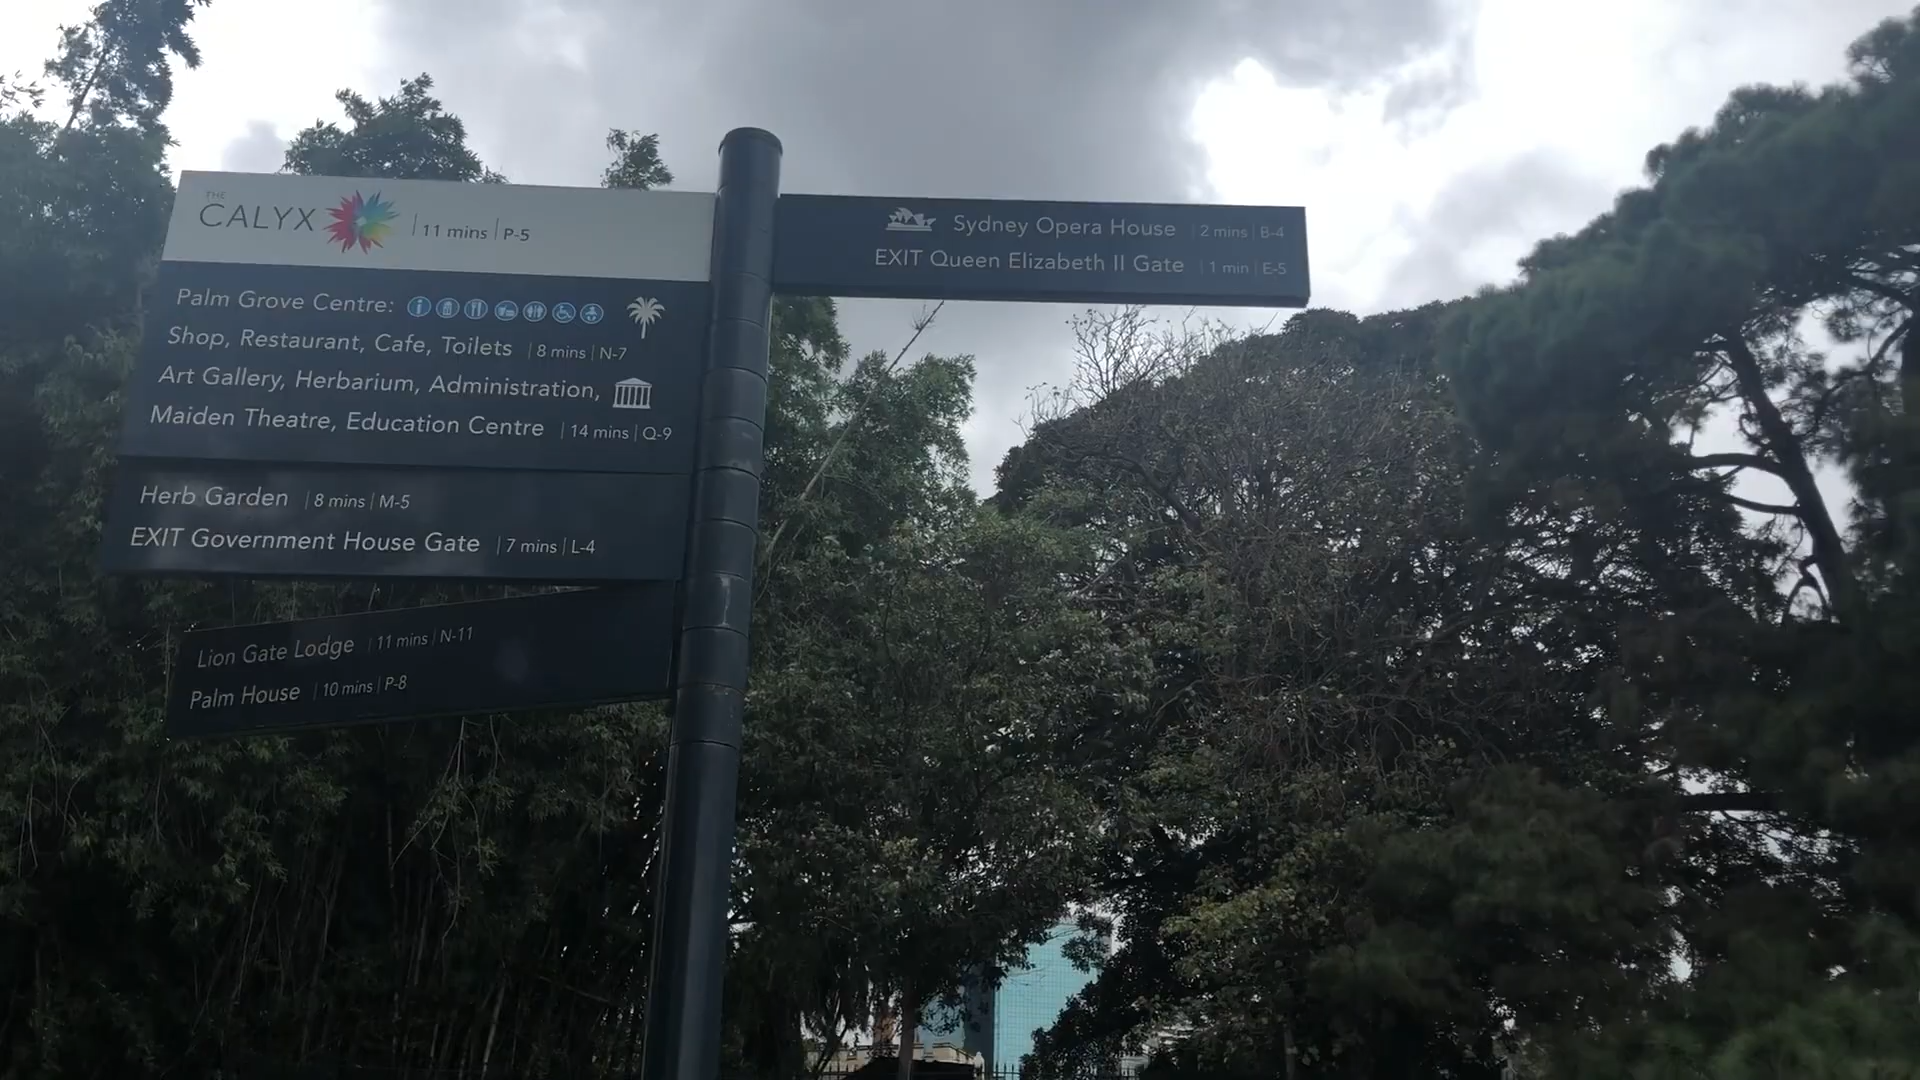 THE
CALYX | 11 mins | P-5
Palm Grove Centre:
Shop, Restaurant, Cafe, Toilets | 8 mins | N-7
Art Gallery, Herbarium, Administration,
Maiden Theatre, Education Centre | 14 mins | Q-9
Herb Garden | 8 mins | M-5
EXIT Government House Gate | 7 mins | L-4
Lion Gate Lodge | 11 mins | N-11
Palm House | 10 mins | P-8
Sydney Opera House | 2 mins | B-4
EXIT Queen Elizabeth II Gate | 1 min | E-5